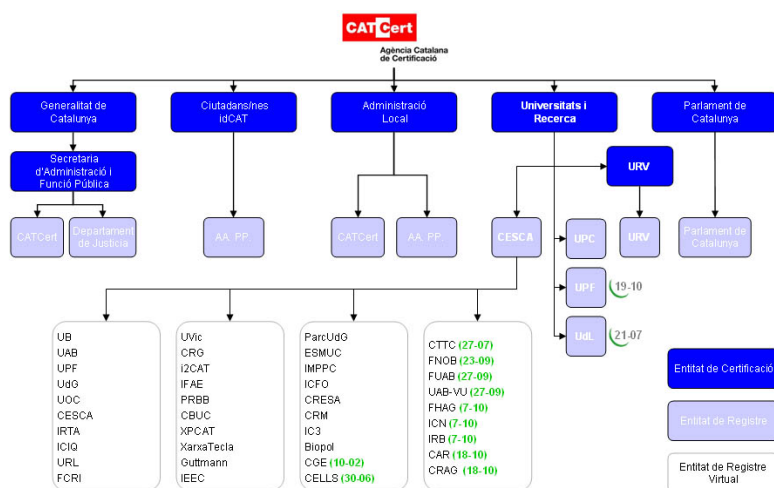 CATCert
Agència Catalana
de Certificació
Generalitat de
Catalunya
Ciutadans/nes
idCAT
Administració
Local
Universitats i
Recerca
Parlament de
Catalunya
Secretaria
d'Administració i
Funció Pública
URV
CATCert
Departament
de Justícia
AA. PP.
CATCert
AA. PP.
CESCA
UPC
URV
Parlament de
Catalunya
UPF
19-10
UdL
21-07
UB
UAB
UPF
UdG
UOC
CESCA
IRTA
ICIQ
URL
FCRI
UVic
CRG
i2CAT
IFAE
PRBB
CBUC
XPCAT
XarxaTecla
Guttmann
IEEC
ParcUdG
ESMUC
IMPPC
ICFO
CRESA
CRM
IC3
Biopol
CGE (10-02)
CELLS (30-06)
CTTC (27-07)
FNOB (23-09)
FUAB (27-09)
UAB-VU (27-09)
FHAG (7-10)
ICN (7-10)
IRB (7-10)
CAR (18-10)
CRAG (18-10)
Entitat de Certificació
Entitat de Registre
Entitat de Registre
Virtual